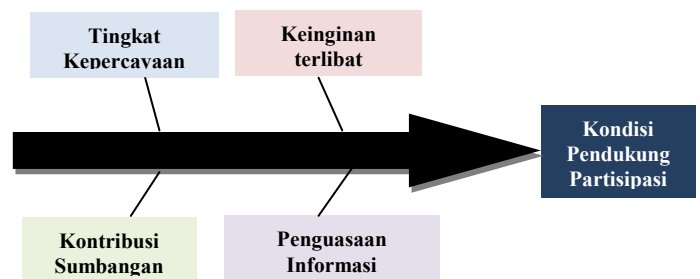 Tingkat
Kepercayaan
Keinginan
terlibat
Kondisi
Pendukung
Partisipasi
Kontribusi
Sumbangan
Penguasaan
Informasi